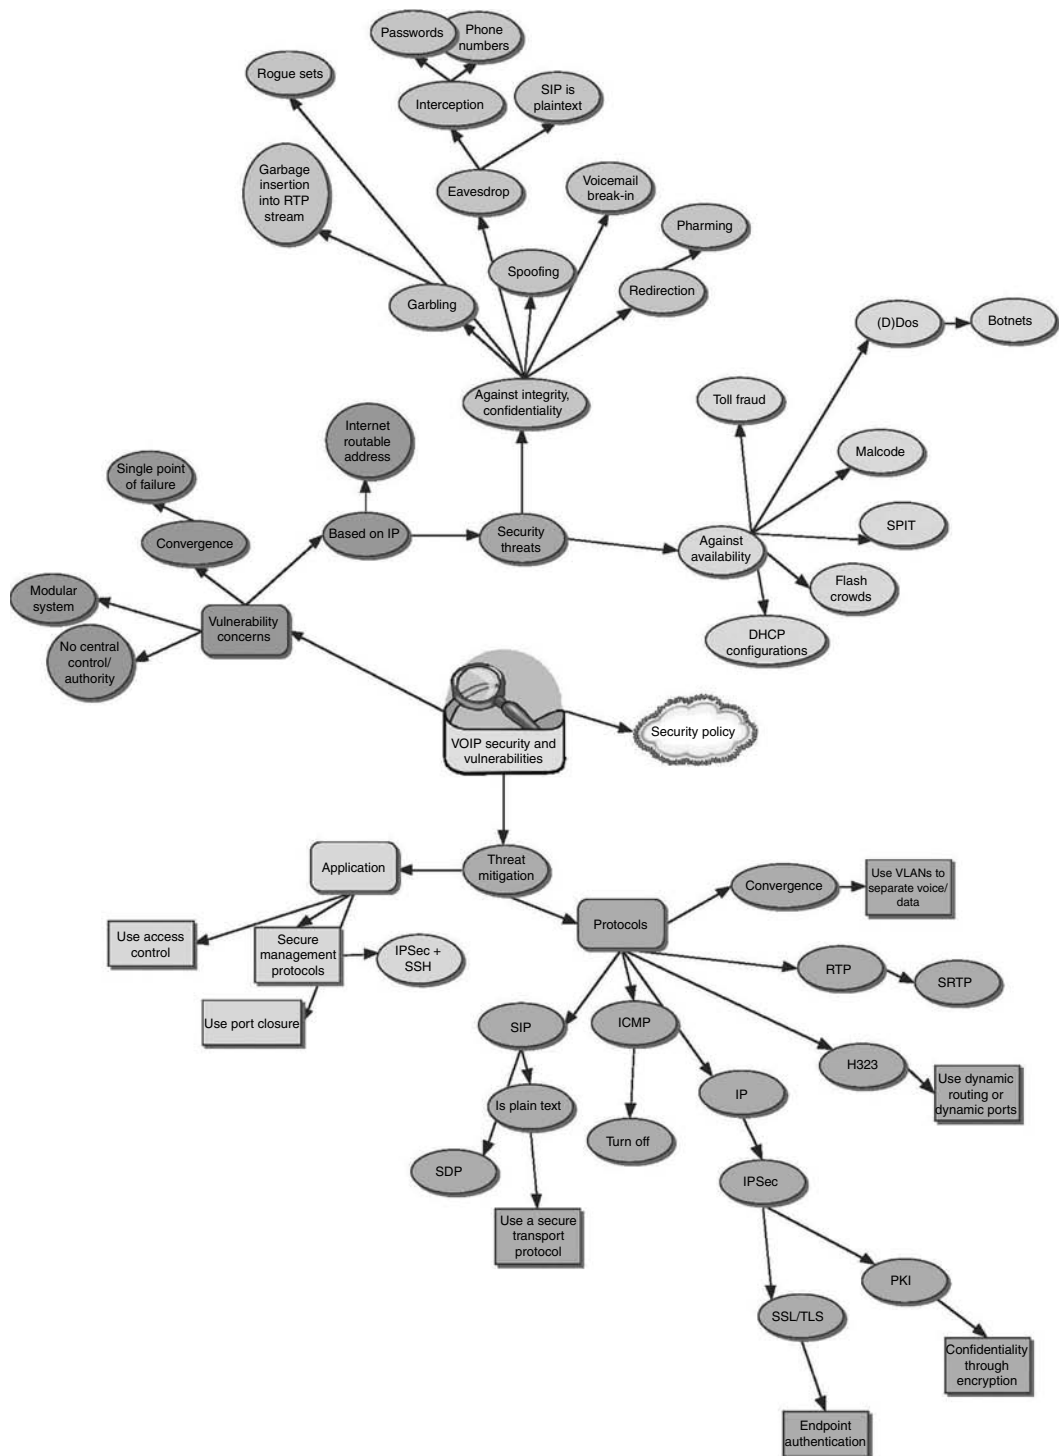 Passwords
Phone
numbers
Rogue sets
Interception
SIP is
plaintext
Garbage
insertion
into RTP
stream
Eavesdrop
Voicemail
break-in
Pharming
Spoofing
Redirection
Garbling
(D)Dos
Botnets
Against integrity,
confidentiality
Toll fraud
Internet
routable
address
Malcode
Single point
of failure
SPIT
Based on IP
Security
threats
Convergence
Against
availability
Flash
crowds
Modular
system
Vulnerability
concerns
DHCP
configurations
No central
control/
authority
Security policy
VOIP security and
vulnerabilities
Threat
mitigation
Application
Convergence
Use VLANs to
separate voice/
data
Protocols
Use access
control
Secure
management
protocols
IPSec +
SSH
RTP
SRTP
Use port closure
SIP
ICMP
H323
Use dynamic
routing or
dynamic ports
IP
Is plain text
Turn off
SDP
IPSec
Use a secure
transport
protocol
PKI
SSL/TLS
Confidentiality
through
encryption
Endpoint
authentication